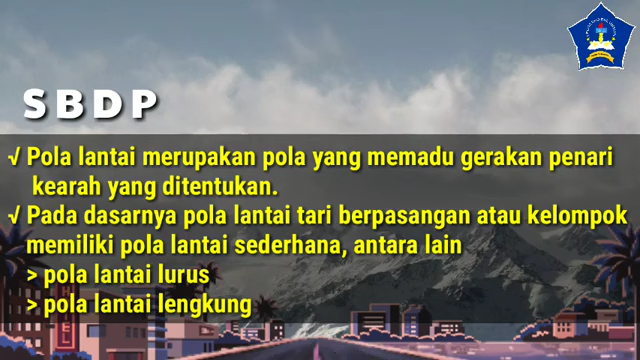 SBDP
√ Pola lantai merupakan pola yang memadu gerakan penari
kearah yang ditentukan.
√ Pada dasarnya pola lantai tari berpasangan atau kelompok
memiliki pola lantai sederhana, antara lain
> pola lantai lurus
> pola lantai lengkung